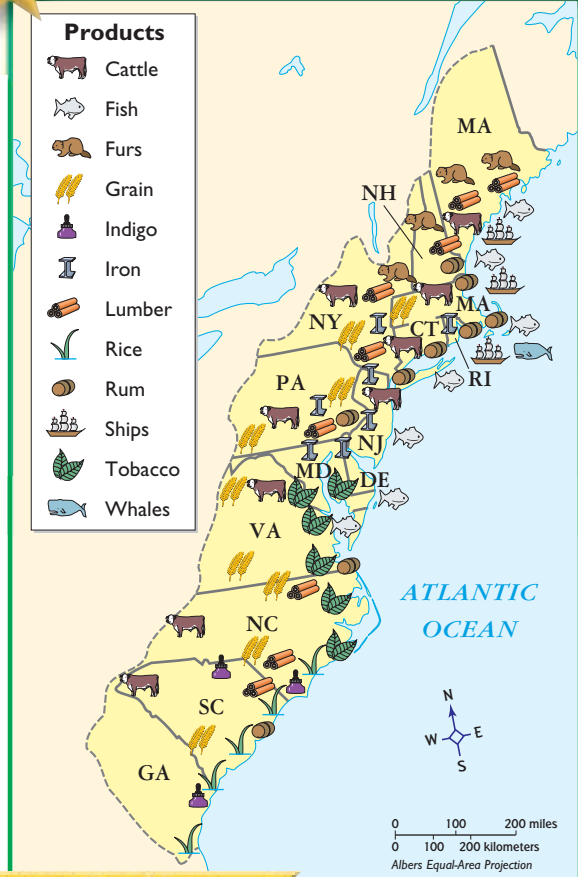 Products
Cattle
Fish
Furs
Grain
Indigo
Iron
Lumber
Rice
Rum
Ships
Tobacco
Whales
MA
NH
MA
NY
CT
RI
PA
NJ
MD
DE
VA
NC
SC
GA
ATLANTIC
OCEAN
N
W E
S
0 100 200 miles
0 100 200 kilometers
Albers Equal-Area Projection